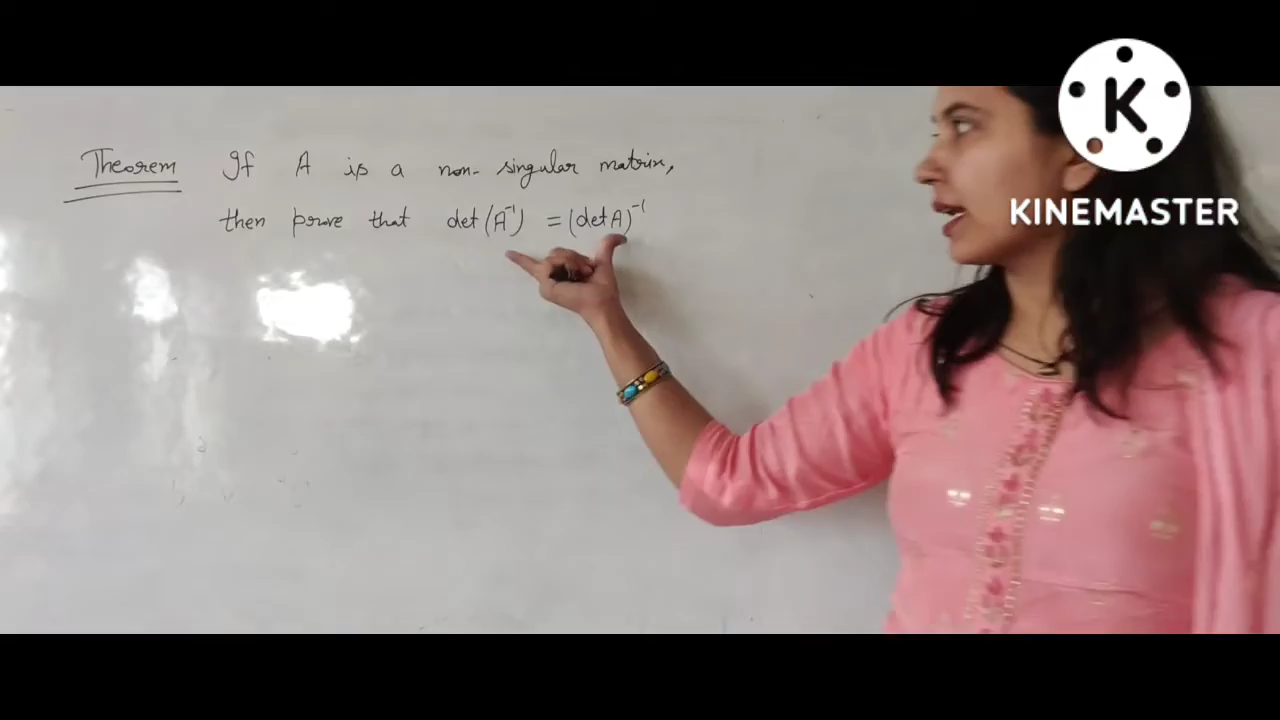 Theorem If A is a non-singular matrix,
then prove that det(A⁻¹) = (det A)⁻¹
K
KINEMASTER